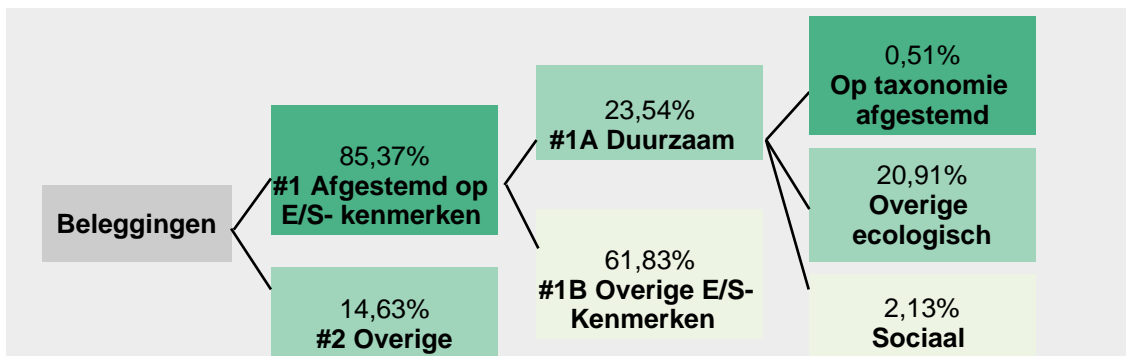 Beleggingen
85,37%
#1 Afgestemd op
E/S- kenmerken
14,63%
#2 Overige
23,54%
#1A Duurzaam
61,83%
#1B Overige E/S-
Kenmerken
0,51%
Op taxonomie
afgestemd
20,91%
Overige
ecologisch
2,13%
Sociaal